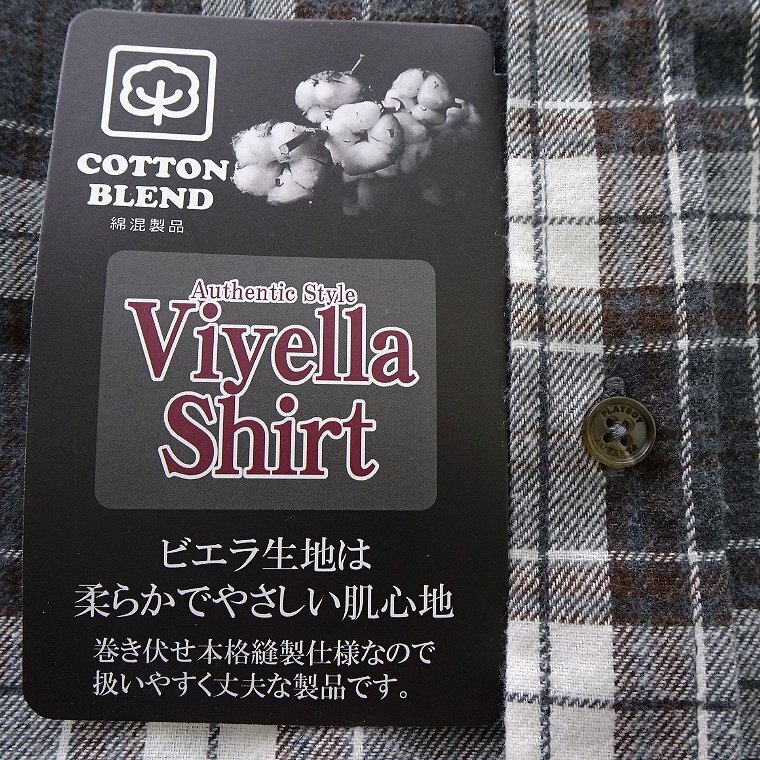 COTTON
BLEND
綿混製品
Authentic Style
Viyella
Shirt
ビエラ生地は
柔らかでやさしい肌心地
巻き伏せ本格縫製仕様なので
扱いやすく丈夫な製品です。
PLAYBOY